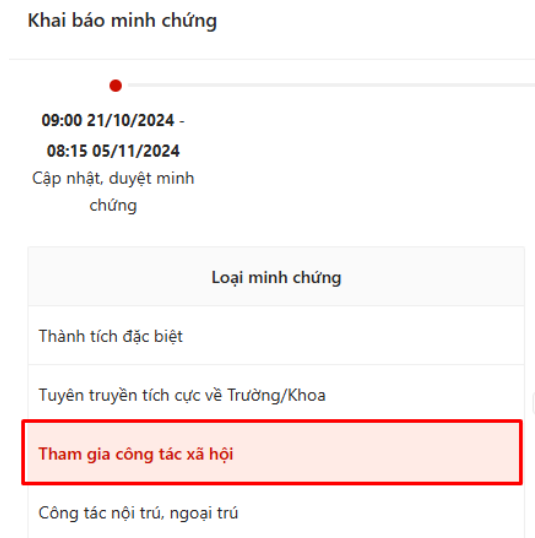 Khai báo minh chứng
09:00 21/10/2024 -
08:15 05/11/2024
Cập nhật, duyệt minh
chứng
Loại minh chứng
Thành tích đặc biệt
Tuyên truyền tích cực về Trường/Khoa
Tham gia công tác xã hội
Công tác nội trú, ngoại trú